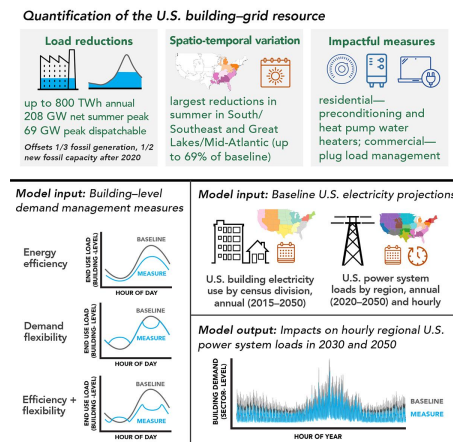 Quantification of the U.S. building–grid resource
Load reductions
up to 800 TWh annual
208 GW net summer peak
69 GW peak dispatchable
Offsets 1/3 fossil generation, 1/2
new fossil capacity after 2020
Spatio-temporal variation
largest reductions in
summer in South/
Southeast and Great
Lakes/Mid-Atlantic (up
to 69% of baseline)
Impactful measures
residential—
preconditioning and
heat pump water
heaters; commercial—
plug load management
Model input: Building–level
demand management measures
Energy
efficiency
END USE LOAD
(BUILDING -LEVEL)
BASELINE
MEASURE
HOUR OF DAY
Demand
flexibility
END USE LOAD
(BUILDING- LEVEL)
BASELINE
MEASURE
HOUR OF DAY
Efficiency +
flexibility
END USE LOAD
(BUILDING -LEVEL)
BASELINE
MEASURE
HOUR OF DAY
Model input: Baseline U.S. electricity projections
U.S. building electricity
use by census division,
annual (2015–2050)
U.S. power system
loads by region, annual
(2020–2050) and hourly
Model output: Impacts on hourly regional U.S.
power system loads in 2030 and 2050
BUILDING DEMAND
(SECTOR- LEVEL)
BASELINE
MEASURE
HOUR OF YEAR